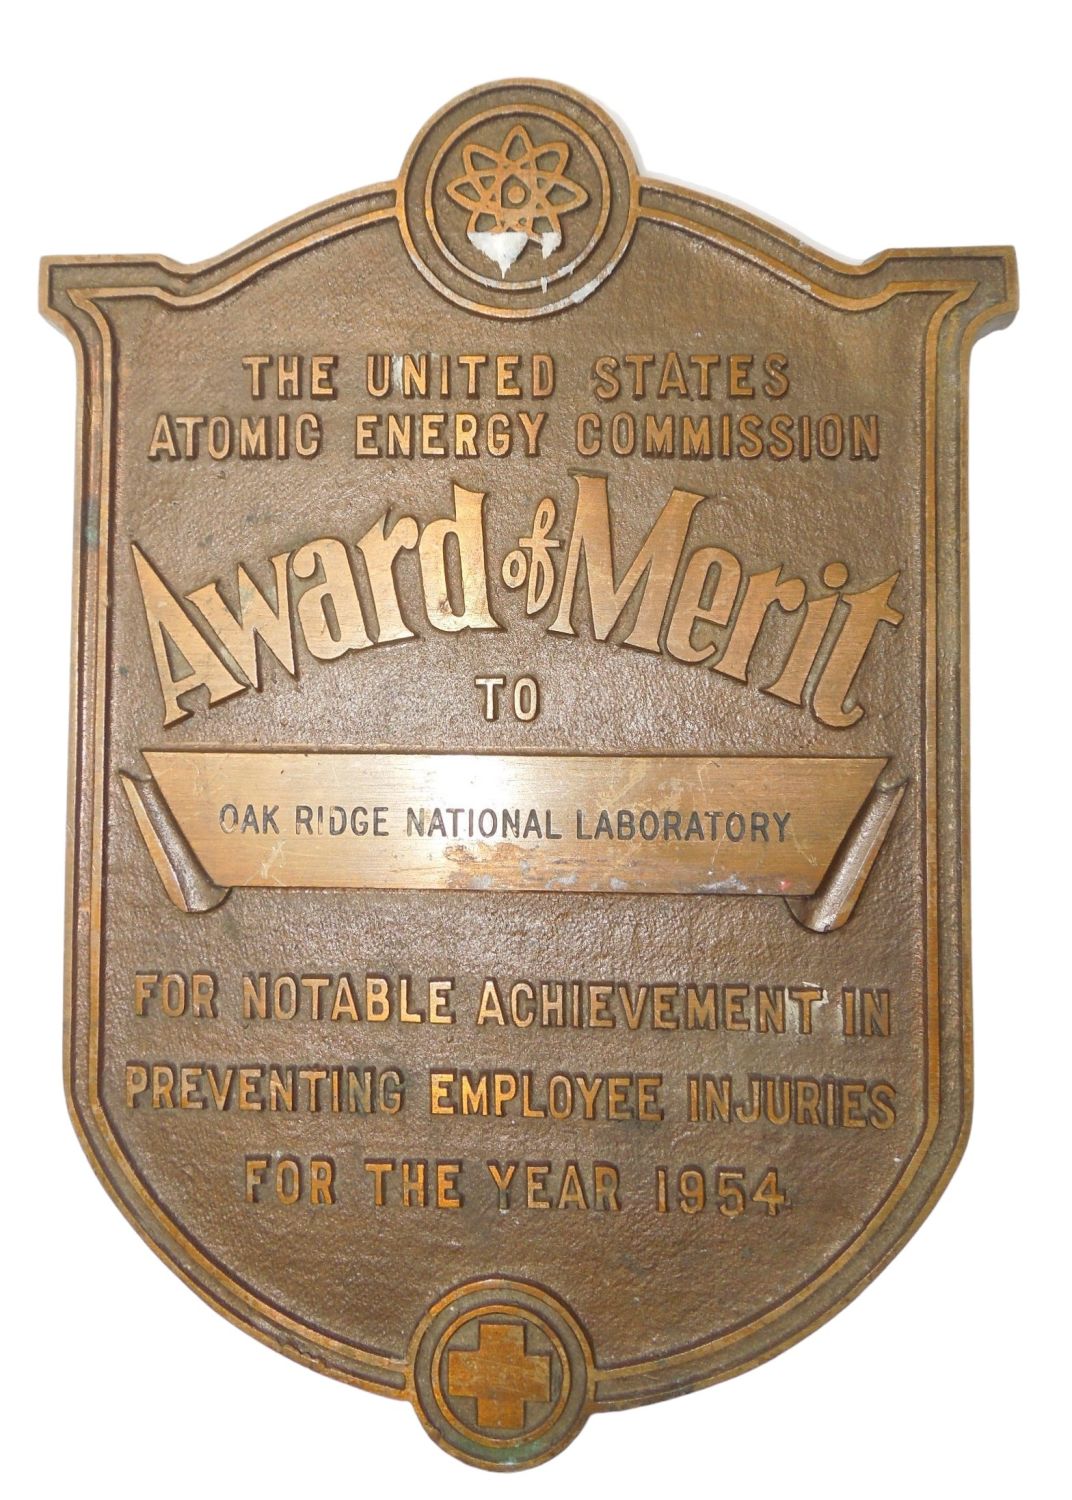 THE UNITED STATES
ATOMIC ENERGY COMMISSION
Award of Merit
TO
OAK RIDGE NATIONAL LABORATORY
FOR NOTABLE ACHIEVEMENT IN
PREVENTING EMPLOYEE INJURIES
FOR THE YEAR 1954